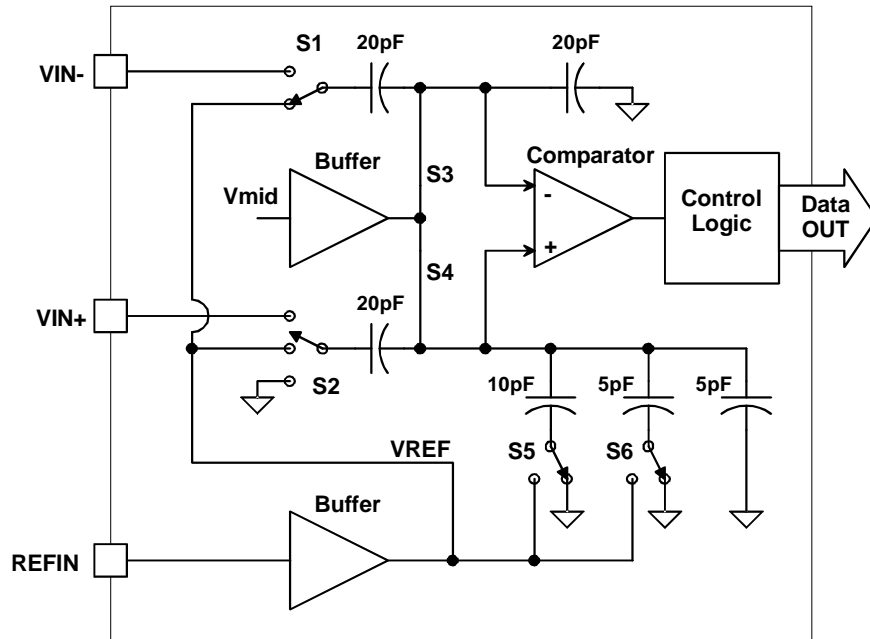 S1
20pF
20pF
VIN-
Buffer
Comparator
S3
Vmid
-
Control
Logic
Data
OUT
+
S4
20pF
VIN+
S2
10pF
5pF
5pF
VREF
S5
S6
Buffer
REFIN